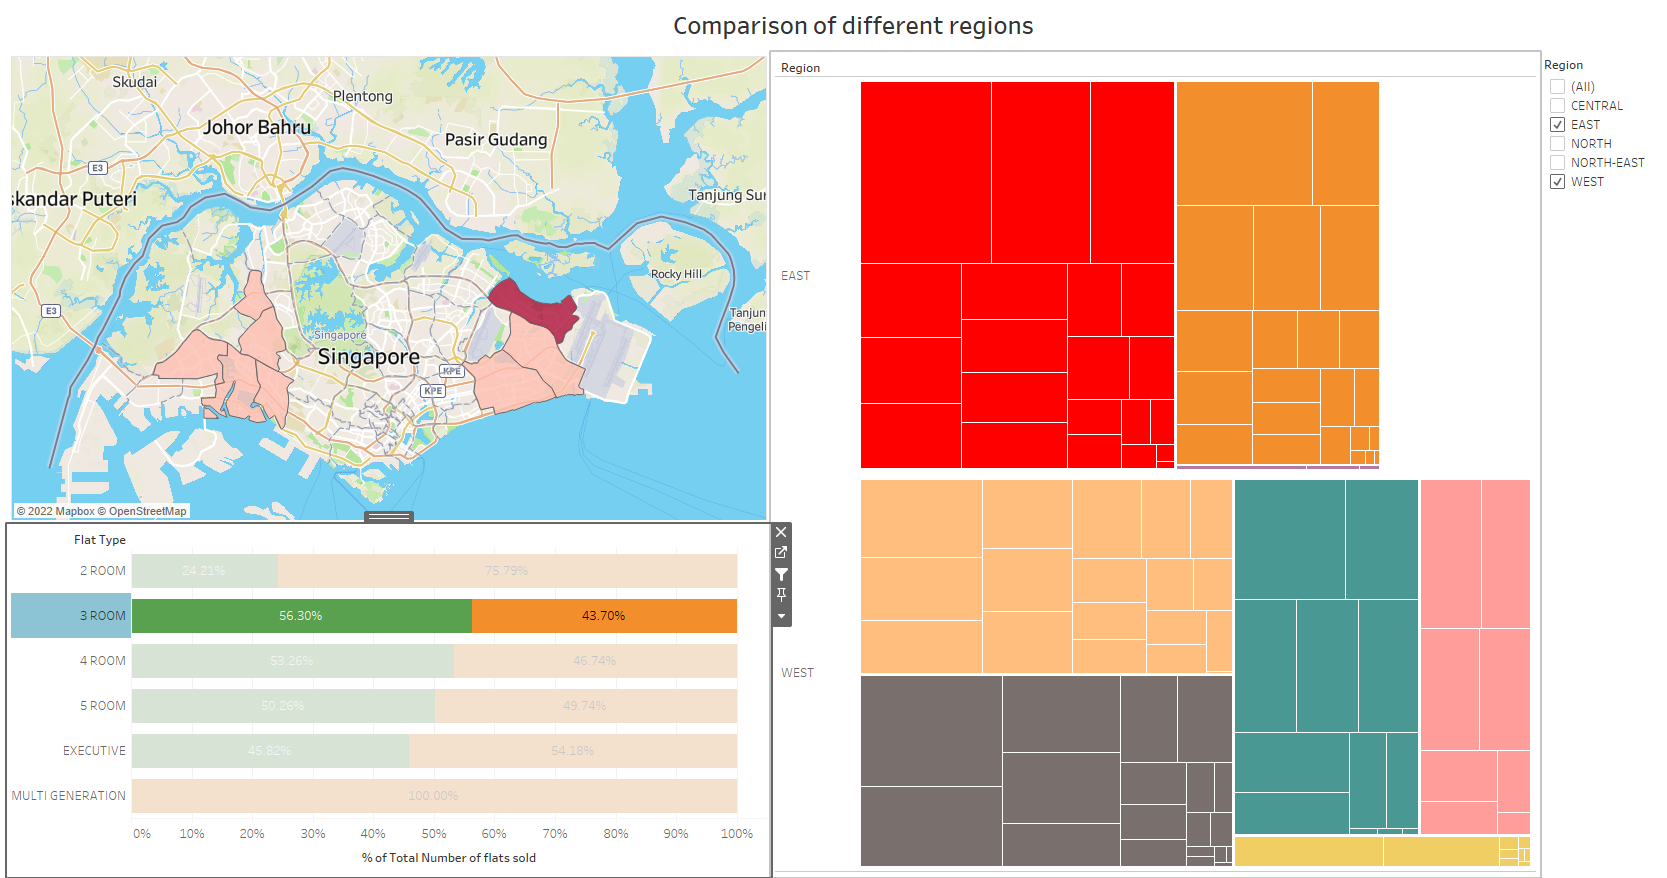 Comparison of different regions
Skudai
Plentong
Johor Bahru
Pasir Gudang
E3
skandar Puteri
Tanjung Sur
Rocky Hill
E3
Tanjun
Pengeli
Singapore
Singapore
KPE
KPE
© 2022 Mapbox © OpenStreetMap
Flat Type
2 ROOM
24.21%
75.79%
3 ROOM
56.30%
43.70%
4 ROOM
53.26%
46.74%
5 ROOM
50.26%
49.74%
EXECUTIVE
45.82%
54.18%
MULTI GENERATION
100.00%
0% 10% 20% 30% 40% 50% 60% 70% 80% 90% 100%
% of Total Number of flats sold
Region
EAST
WEST
Region
(All)
CENTRAL
EAST
NORTH
NORTH-EAST
WEST